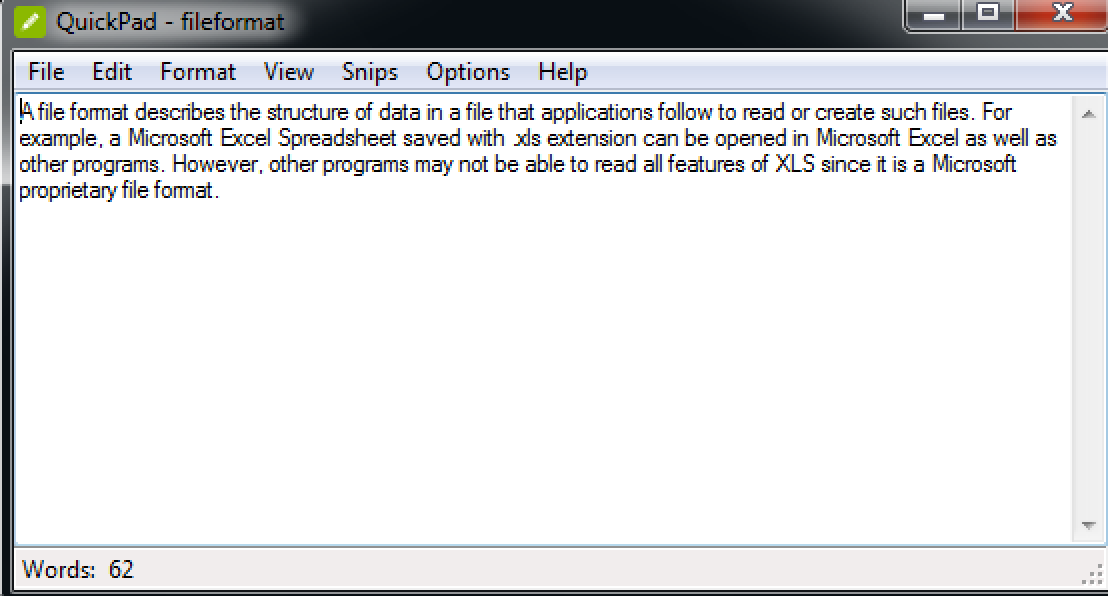 QuickPad - fileformat
File Edit Format View Snips Options Help
A file format describes the structure of data in a file that applications follow to read or create such files. For
example, a Microsoft Excel Spreadsheet saved with .xls extension can be opened in Microsoft Excel as well as
other programs. However, other programs may not be able to read all features of XLS since it is a Microsoft
proprietary file format.
Words: 62